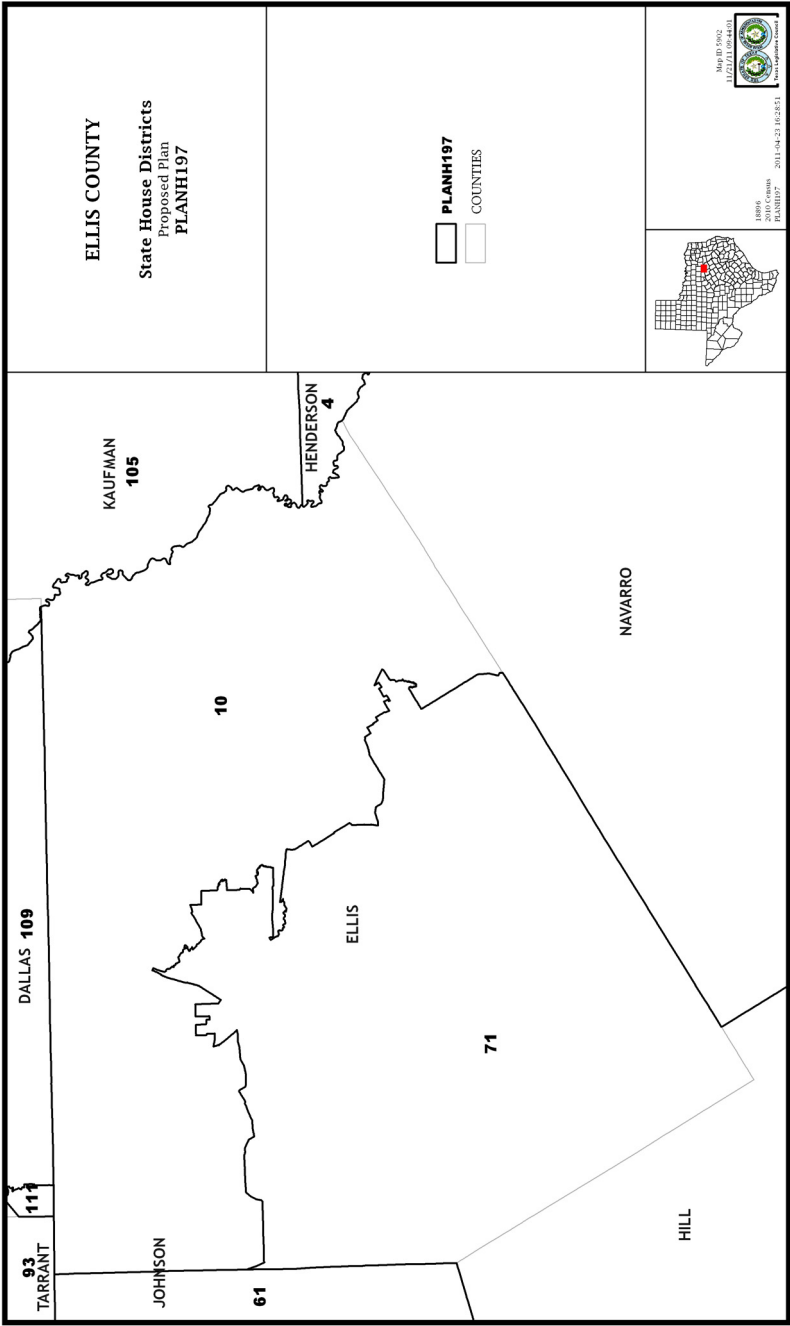 ELLIS COUNTY
State House Districts
Proposed Plan
PLANH197
PLANH197
COUNTIES
Map ID 5902
11/21/11 09:44:01
Texas Legislative Council
18896
2010 Census
PLANH197 2011-04-23 16:28:51
93
TARRANT
111
DALLAS 109
KAUFMAN
105
HENDERSON
4
JOHNSON
61
10
ELLIS
71
NAVARRO
HILL